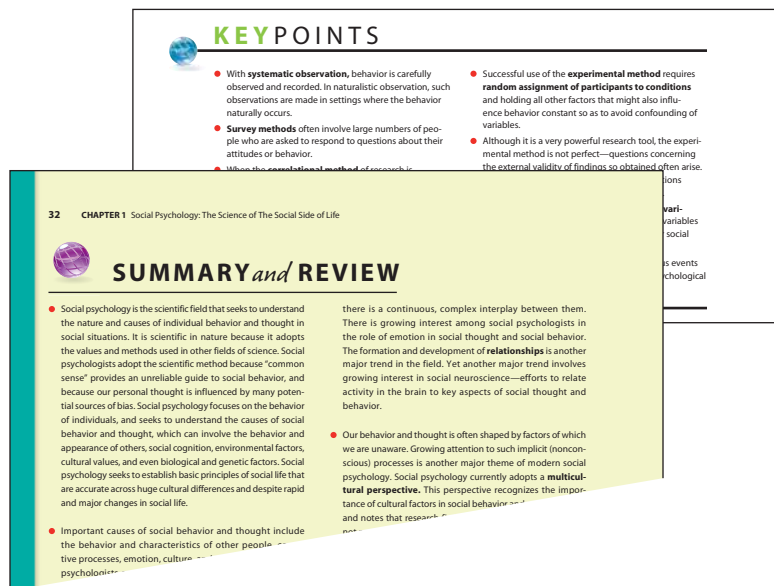 KEYPOINTS
● With systematic observation, behavior is carefully
observed and recorded. In naturalistic observation, such
observations are made in settings where the behavior
naturally occurs.
● Survey methods often involve large numbers of peo-
ple who are asked to respond to questions about their
attitudes or behavior.
● When the correlational method of research is
● Successful use of the experimental method requires
random assignment of participants to conditions
and holding all other factors that might also influ-
ence behavior constant so as to avoid confounding of
variables.
● Although it is a very powerful research tool, the experi-
mental method is not perfect—questions concerning
the external validity of findings so obtained often arise.
vari-
variables
social
events
32 CHAPTER 1 Social Psychology: The Science of The Social Side of Life
SUMMARY and REVIEW
● Social psychology is the scientific field that seeks to understand
the nature and causes of individual behavior and thought in
social situations. It is scientific in nature because it adopts
the values and methods used in other fields of science. Social
psychologists adopt the scientific method because “common
sense” provides an unreliable guide to social behavior, and
because our personal thought is influenced by many poten-
tial sources of bias. Social psychology focuses on the behavior
of individuals, and seeks to understand the causes of social
behavior and thought, which can involve the behavior and
appearance of others, social cognition, environmental factors,
cultural values, and even biological and genetic factors. Social
psychology seeks to establish basic principles of social life that
are accurate across huge cultural differences and despite rapid
and major changes in social life.
● Important causes of social behavior and thought include
the behavior and characteristics of other people,
tive processes, emotion, culture,
psychologists
there is a continuous, complex interplay between them.
There is growing interest among social psychologists in
the role of emotion in social thought and social behavior.
The formation and development of relationships is another
major trend in the field. Yet another major trend involves
growing interest in social neuroscience—efforts to relate
activity in the brain to key aspects of social thought and
behavior.
● Our behavior and thought is often shaped by factors of which
we are unaware. Growing attention to such implicit (noncon-
scious) processes is another major theme of modern social
psychology. Social psychology currently adopts a multicul-
tural perspective. This perspective recognizes the impor-
tance of cultural factors in social behavior and
and notes that research